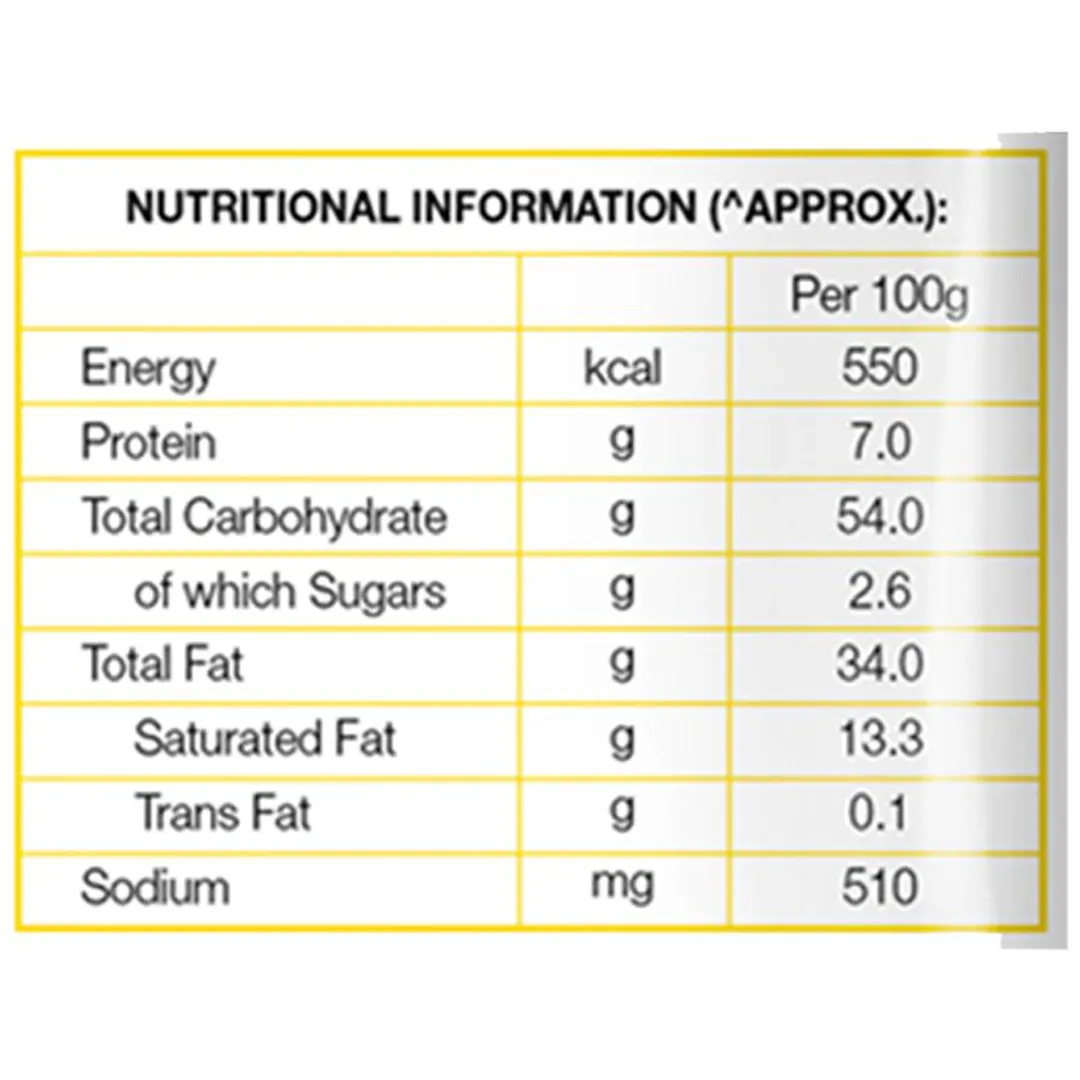 NUTRITIONAL INFORMATION (^APPROX.):
Per 100g
Energy kcal 550
Protein g 7.0
Total Carbohydrate g 54.0
of which Sugars g 2.6
Total Fat g 34.0
Saturated Fat g 13.3
Trans Fat g 0.1
Sodium mg 510